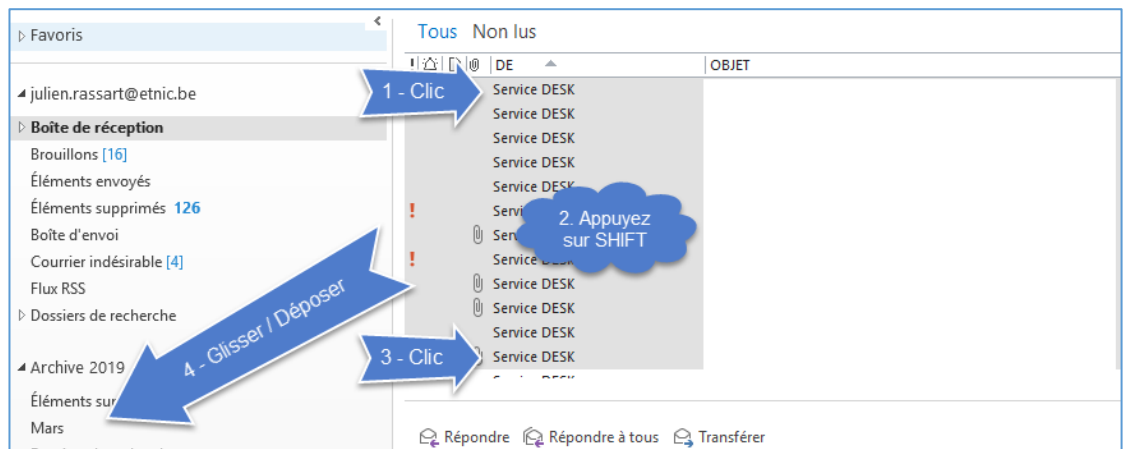 Favoris
Tous Non lus
DE
OBJET
1 - Clic
Service DESK
julien.rassart@etnic.be
Service DESK
Boîte de réception
Service DESK
Brouillons [16]
Service DESK
Éléments envoyés
Service DESK
Éléments supprimés 126
2. Appuyez
sur SHIFT
Boîte d'envoi
Courrier indésirable [4]
Service
Flux RSS
Service DESK
4 - Glisser / Déposer
Service DESK
Dossiers de recherche
Service DESK
3 - Clic
Service DESK
Archive 2019
Éléments
Mars
Répondre Répondre à tous Transférer